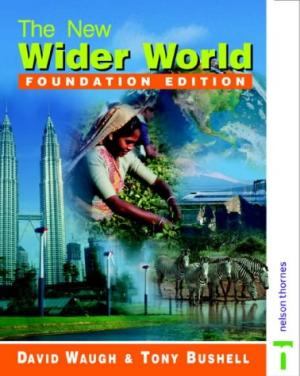 The New
Wider World
FOUNDATION EDITION
DAVID WAUGH & TONY BUSHELL
nelson thornes